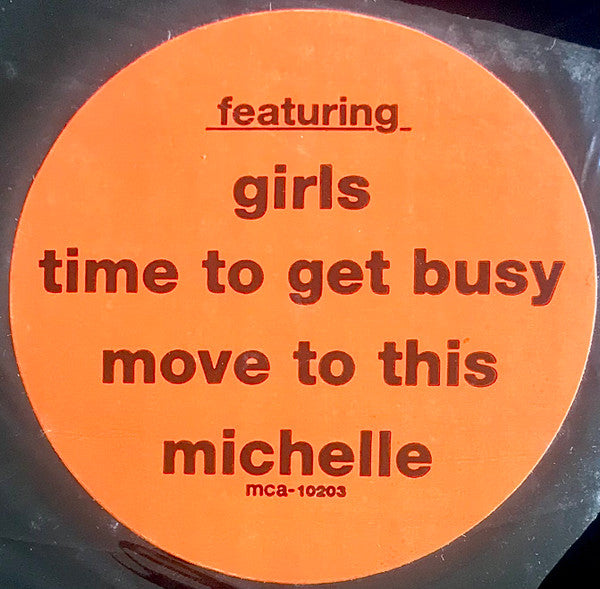 featuring
girls
time to get busy
move to this
michelle
mca-10203